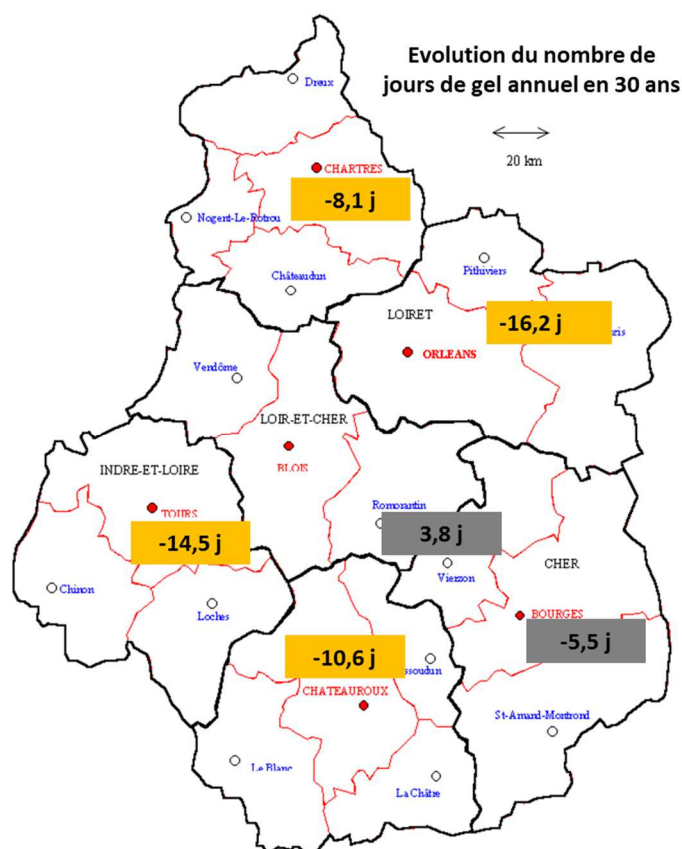 Evolution du nombre de
jours de gel annuel en 30 ans
20 km
Dreux
CHARTRES
-8,1 j
Nogent-Le-Rotrou
Châteaudun
Pithiviers
LOIRET
-16,2 j
ORLEANS
Vendôme
LOIR-ET-CHER
BLOIS
INDRE-ET-LOIRE
TOURS
-14,5 j
Romorantin
3,8 j
Vierzon
CHER
Chinon
Loches
BOURGES
-5,5 j
-10,6 j
CHATEAUROUX
St-Amand-Montrond
Le Blanc
La Châtre